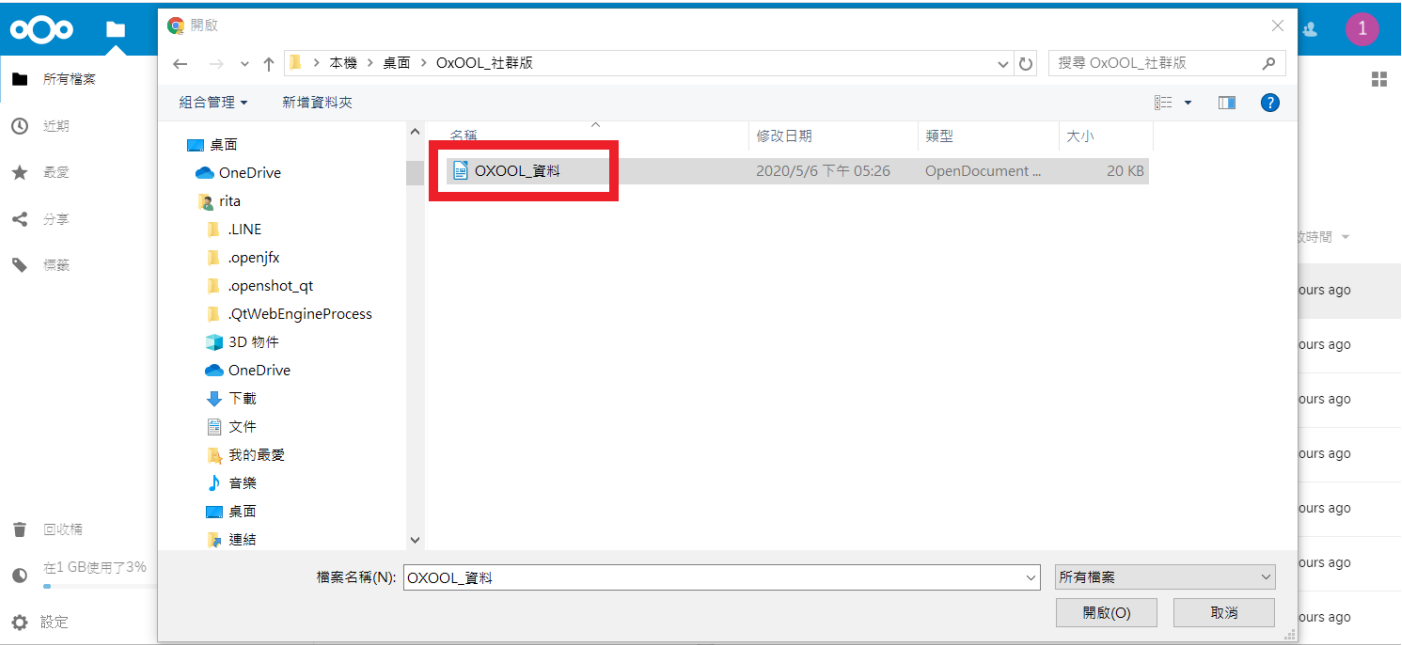 開啟
1
本機 › 桌面 › OxOOL_社群版
搜尋 OxOOL_社群版
組合管理
新增資料夾
?
所有檔案
近期
最愛
分享
標籤
回收桶
在1 GB使用了3%
設定
桌面
OneDrive
rita
.LINE
.openjfx
.openshot_qt
.QtWebEngineProcess
3D 物件
OneDrive
下載
文件
我的最愛
音樂
桌面
連結
名稱
修改日期
類型
大小
OXOOL_資料
2020/5/6 下午 05:26
OpenDocument ...
20 KB
時間
ours ago
ours ago
ours ago
ours ago
ours ago
ours ago
ours ago
檔案名稱(N):
OXOOL_資料
所有檔案
開啟(O)
取消